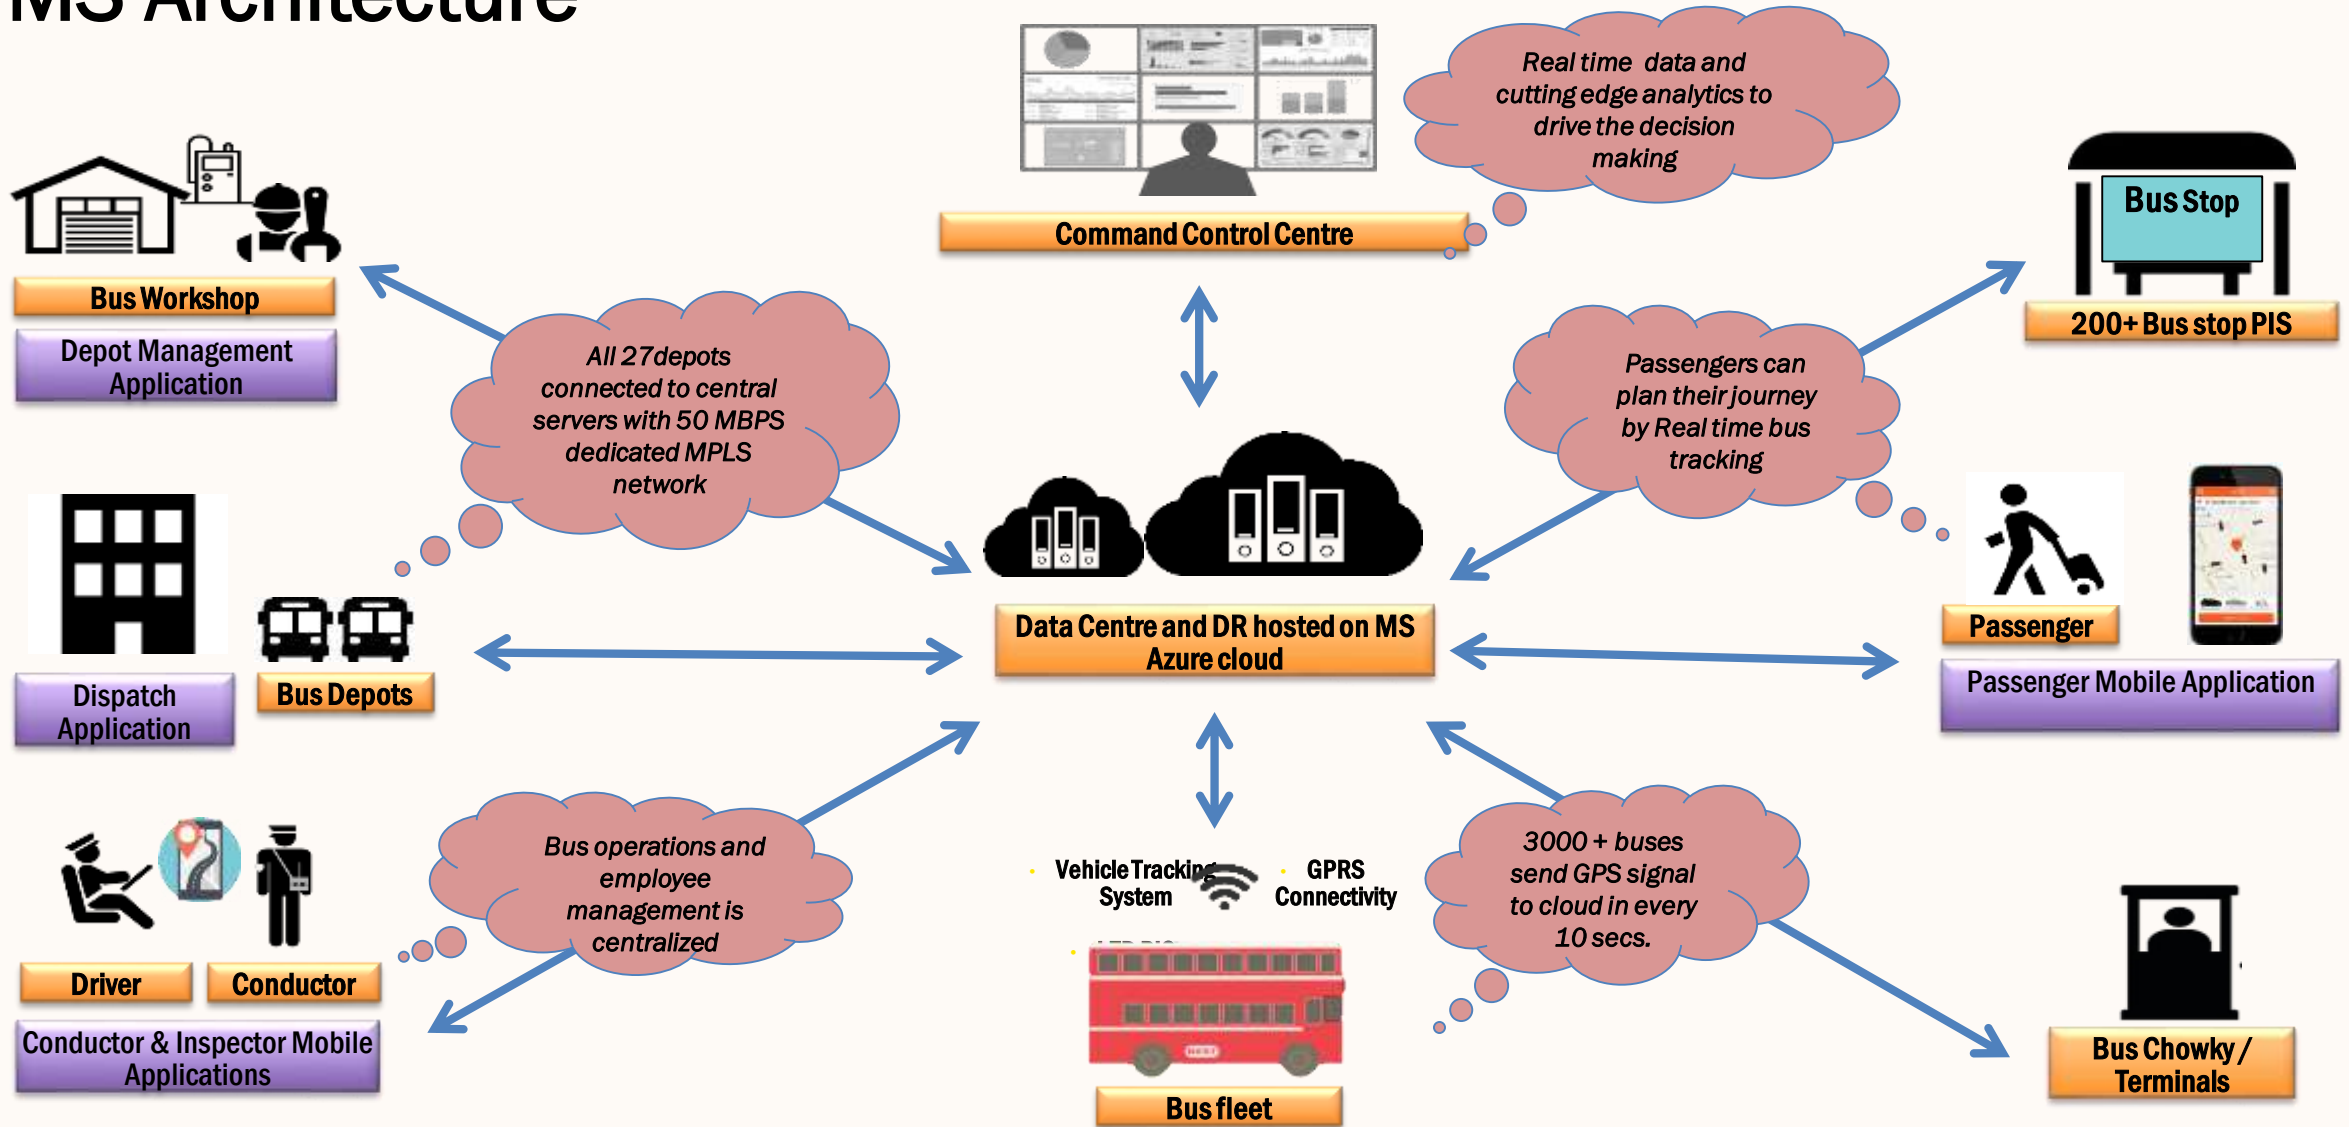 MS Architecture
Real time data and
cutting edge analytics to
drive the decision
making
Command Control Centre
Bus Stop
200+ Bus stop PIS
Bus Workshop
Depot Management
Application
All 27depots
connected to central
servers with 50 MBPS
dedicated MPLS
network
Passengers can
plan their journey
by Real time bus
tracking
Dispatch
Application
Bus Depots
Data Centre and DR hosted on MS
Azure cloud
Passenger
Passenger Mobile Application
Bus operations and
employee
management is
centralized
Driver
Conductor
Conductor & Inspector Mobile
Applications
Vehicle Tracking
System
GPRS
Connectivity
Bus fleet
3000 + buses
send GPS signal
to cloud in every
10 secs.
Bus Chowky /
Terminals